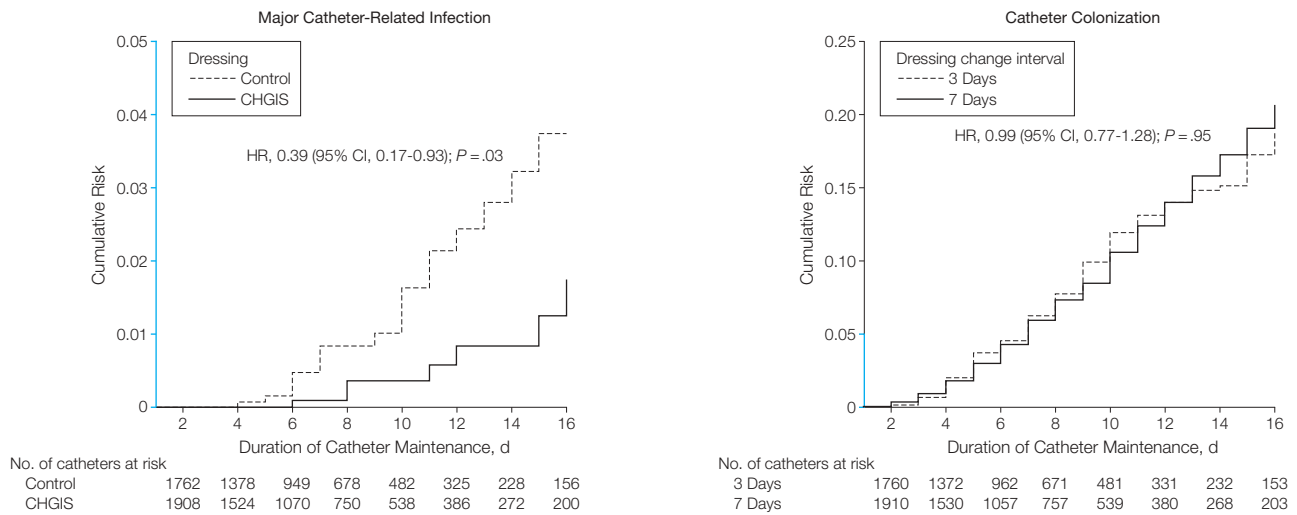 Major Catheter-Related Infection
0.05
0.04
0.03
0.02
0.01
0
Cumulative Risk
Dressing
Control
CHGIS
HR, 0.39 (95% CI, 0.17-0.93); P = .03
2 4 6 8 10 12 14 16
Duration of Catheter Maintenance, d
No. of catheters at risk
Control 1762 1378 949 678 482 325 228 156
CHGIS 1908 1524 1070 750 538 386 272 200
Catheter Colonization
0.25
0.20
0.15
0.10
0.05
0
Cumulative Risk
Dressing change interval
3 Days
7 Days
HR, 0.99 (95% CI, 0.77-1.28); P = .95
2 4 6 8 10 12 14 16
Duration of Catheter Maintenance, d
No. of catheters at risk
3 Days 1760 1372 962 671 481 331 232 153
7 Days 1910 1530 1057 757 539 380 268 203